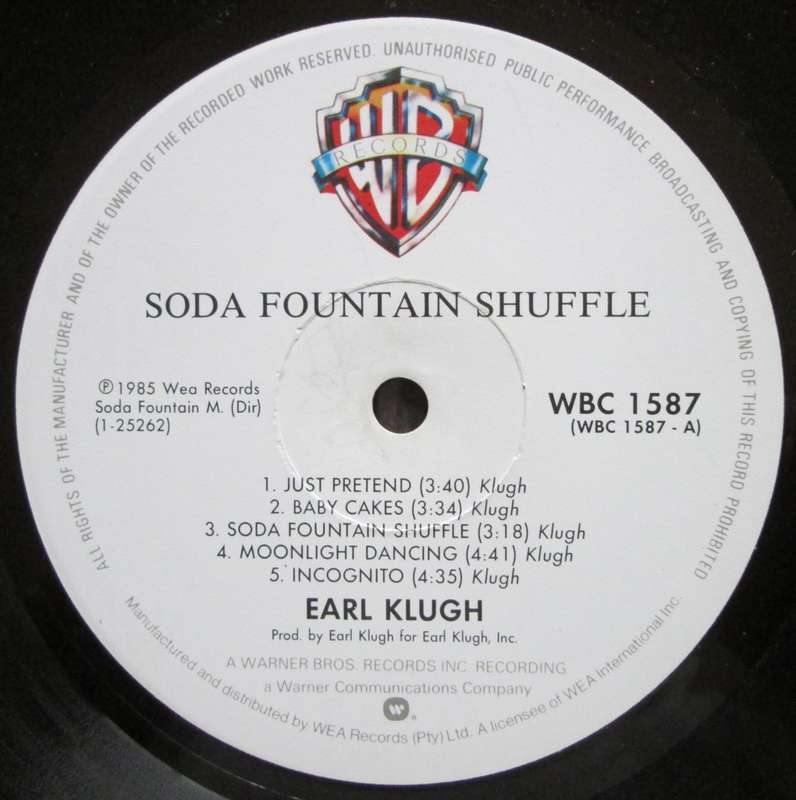 ALL RIGHTS OF THE MANUFACTURER AND OF THE OWNER OF THE RECORDED WORK RESERVED. UNAUTHORISED PUBLIC PERFORMANCE BROADCASTING AND COPYING OF THIS RECORD PROHIBITED
WB
RECORDS
SODA FOUNTAIN SHUFFLE
℗1985 Wea Records
Soda Fountain M. (Dir)
(1-25262)
WBC 1587
(WBC 1587 - A)
1. JUST PRETEND (3:40) Klugh
2. BABY CAKES (3:34) Klugh
3. SODA FOUNTAIN SHUFFLE (3:18) Klugh
4. MOONLIGHT DANCING (4:41) Klugh
5. INCOGNITO (4:35) Klugh
EARL KLUGH
Prod. by Earl Klugh for Earl Klugh, Inc.
A WARNER BROS. RECORDS INC. RECORDING
a Warner Communications Company
W®
Manufactured and distributed by WEA Records (Pty) Ltd. A licensee of WEA International Inc.